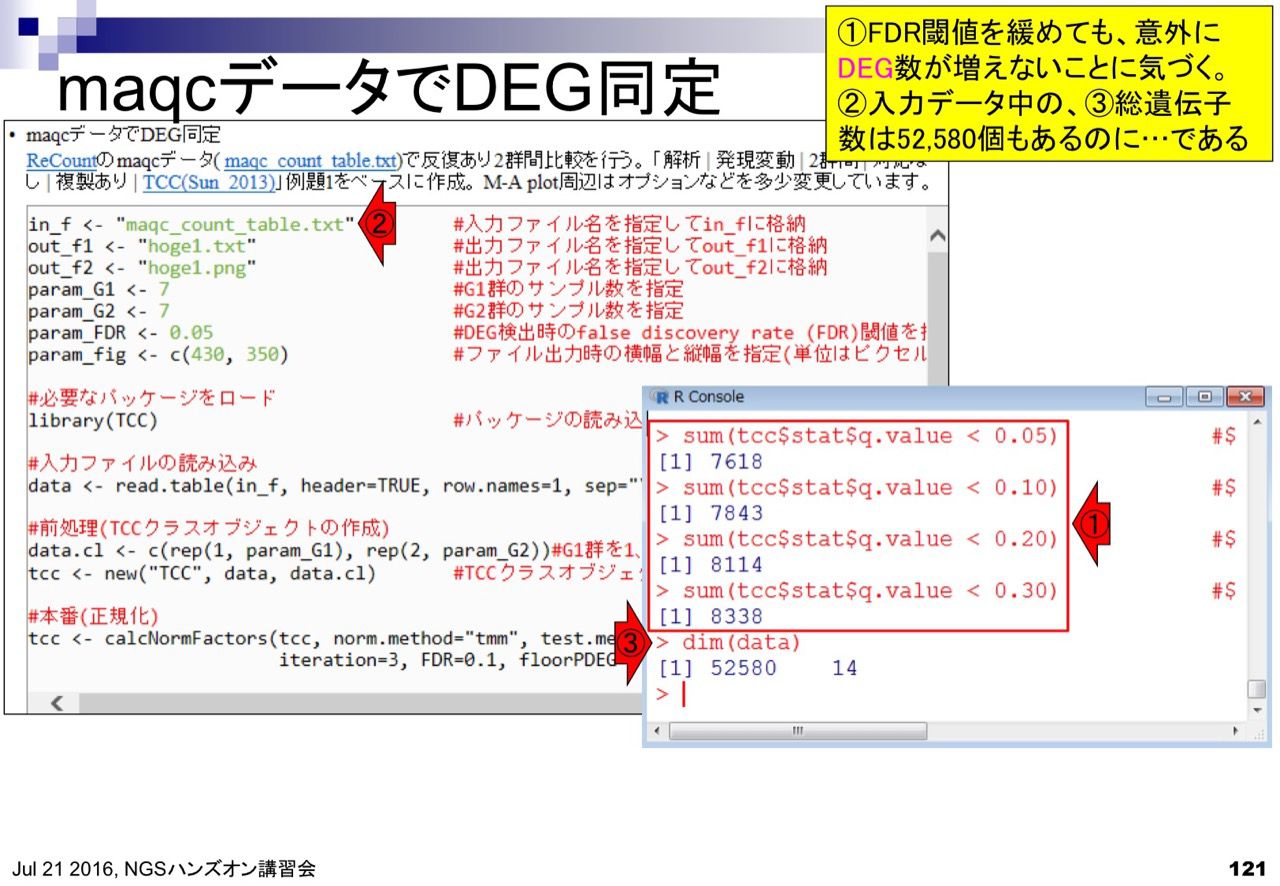 maqcデータでDEG同定
①FDR閾値を緩めても、意外に
DEG数が増えないことに気づく。
②入力データ中の、③総遺伝子
数は52,580個もあるのに…である
• maqcデータでDEG同定
ReCountのmaqcデータ( maqc_count_table.txt)で反復あり2群間比較を行う。「解析 | 発現変動 | 2群間 | 対応な
し | 複製あり | TCC(Sun_2013)」例題1をベースに作成。M-A plot周辺はオプションなどを多少変更しています。
in_f <- "maqc_count_table.txt" ② #入力ファイル名を指定してin_fに格納
out_f1 <- "hoge1.txt" #出力ファイル名を指定してout_f1に格納
out_f2 <- "hoge1.png" #出力ファイル名を指定してout_f2に格納
param_G1 <- 7 #G1群のサンプル数を指定
param_G2 <- 7 #G2群のサンプル数を指定
param_FDR <- 0.05 #DEG検出時のfalse discovery rate (FDR)閾値を
param_fig <- c(430, 350) #ファイル出力時の横幅と縦幅を指定(単位はピクセル
#必要なパッケージをロード
library(TCC) #パッケージの読み込
#入力ファイルの読み込み
data <- read.table(in_f, header=TRUE, row.names=1, sep="
#前処理(TCCクラスオブジェクトの作成)
data.cl <- c(rep(1, param_G1), rep(2, param_G2))#G1群を1、
tcc <- new("TCC", data, data.cl) #TCCクラスオブジェ
#本番(正規化)
tcc <- calcNormFactors(tcc, norm.method="tmm", test.me
iteration=3, FDR=0.1, floorPDEG
R Console
> sum(tcc$stat$q.value < 0.05) #$
[1] 7618
> sum(tcc$stat$q.value < 0.10) #$
[1] 7843
①
> sum(tcc$stat$q.value < 0.20) #$
[1] 8114
> sum(tcc$stat$q.value < 0.30) #$
[1] 8338
③
> dim(data)
[1] 52580 14
>
Jul 21 2016, NGSハンズオン講習会
121